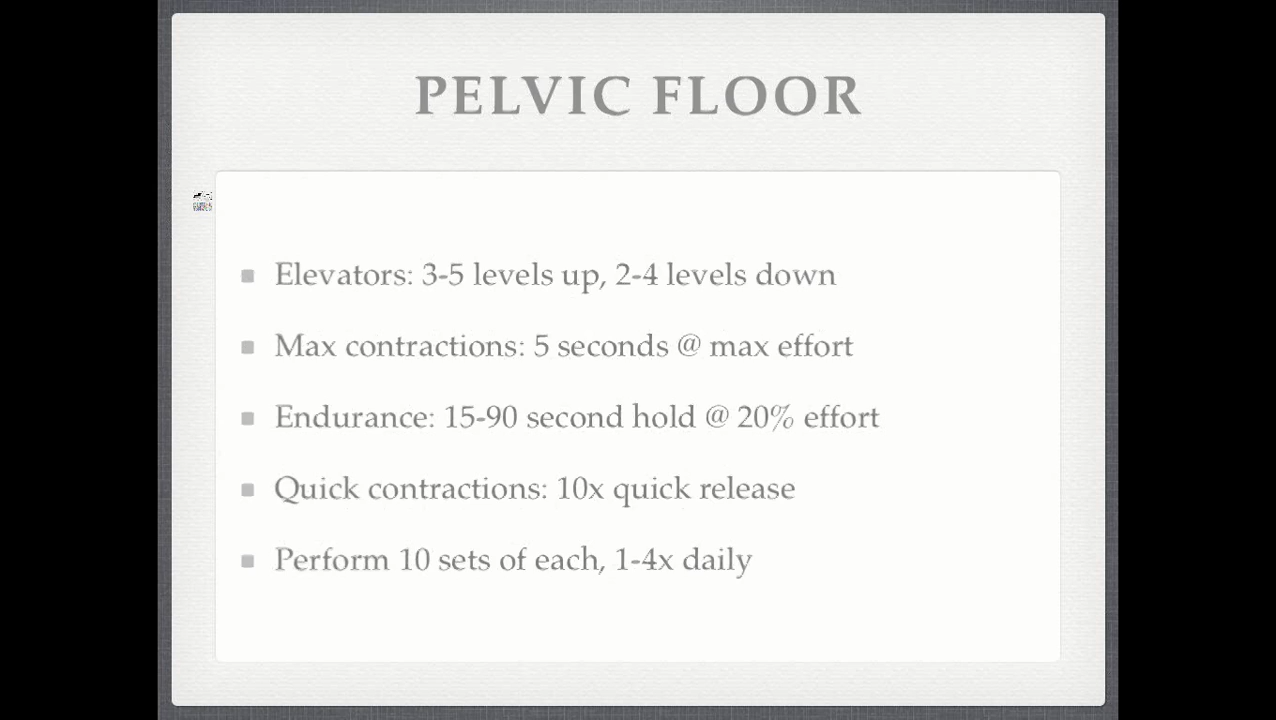 PELVIC FLOOR
Elevators: 3-5 levels up, 2-4 levels down
Max contractions: 5 seconds @ max effort
Endurance: 15-90 second hold @ 20% effort
Quick contractions: 10x quick release
Perform 10 sets of each, 1-4x daily